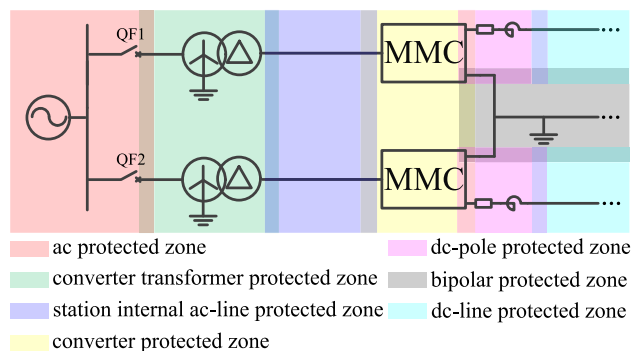 QF1
MMC
...
...
QF2
MMC
...
ac protected zone
converter transformer protected zone
station internal ac-line protected zone
converter protected zone
dc-pole protected zone
bipolar protected zone
dc-line protected zone